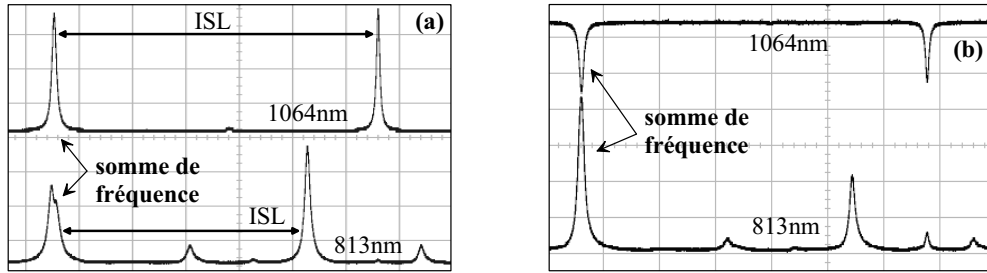 ISL
(a)
1064nm
somme de
fréquence
ISL
813nm
1064nm
(b)
somme de
fréquence
813nm